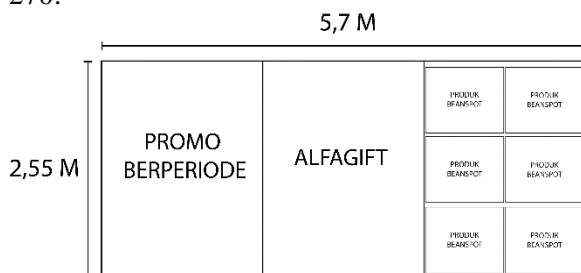 5,7 M
2,55 M
PROMO
BERPERIODE
ALFAGIFT
PRODUK
BEANSPOT
PRODUK
BEANSPOT
PRODUK
BEANSPOT
PRODUK
BEANSPOT
PRODUK
BEANSPOT
PRODUK
BEANSPOT